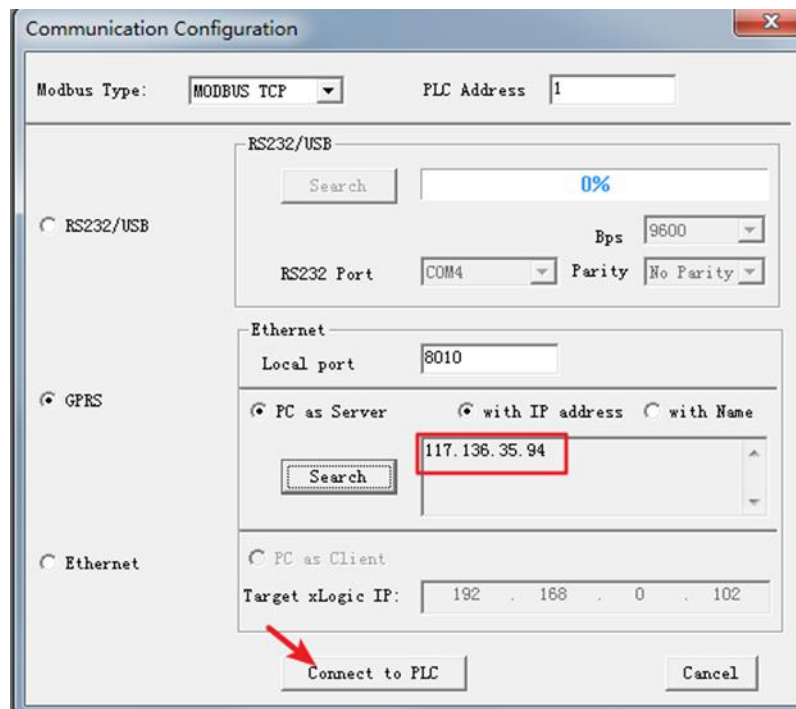 Communication Configuration
Modbus Type: MODBUS TCP PLC Address 1
RS232/USB
Search 0%
RS232/USB
Bps 9600
RS232 Port COM4 Parity No Parity
Ethernet
Local port 8010
GPRS
PC as Server with IP address with Name
117.136.35.94
Search
Ethernet
PC as Client
Target xLogic IP: 192 . 168 . 0 . 102
Connect to PLC Cancel